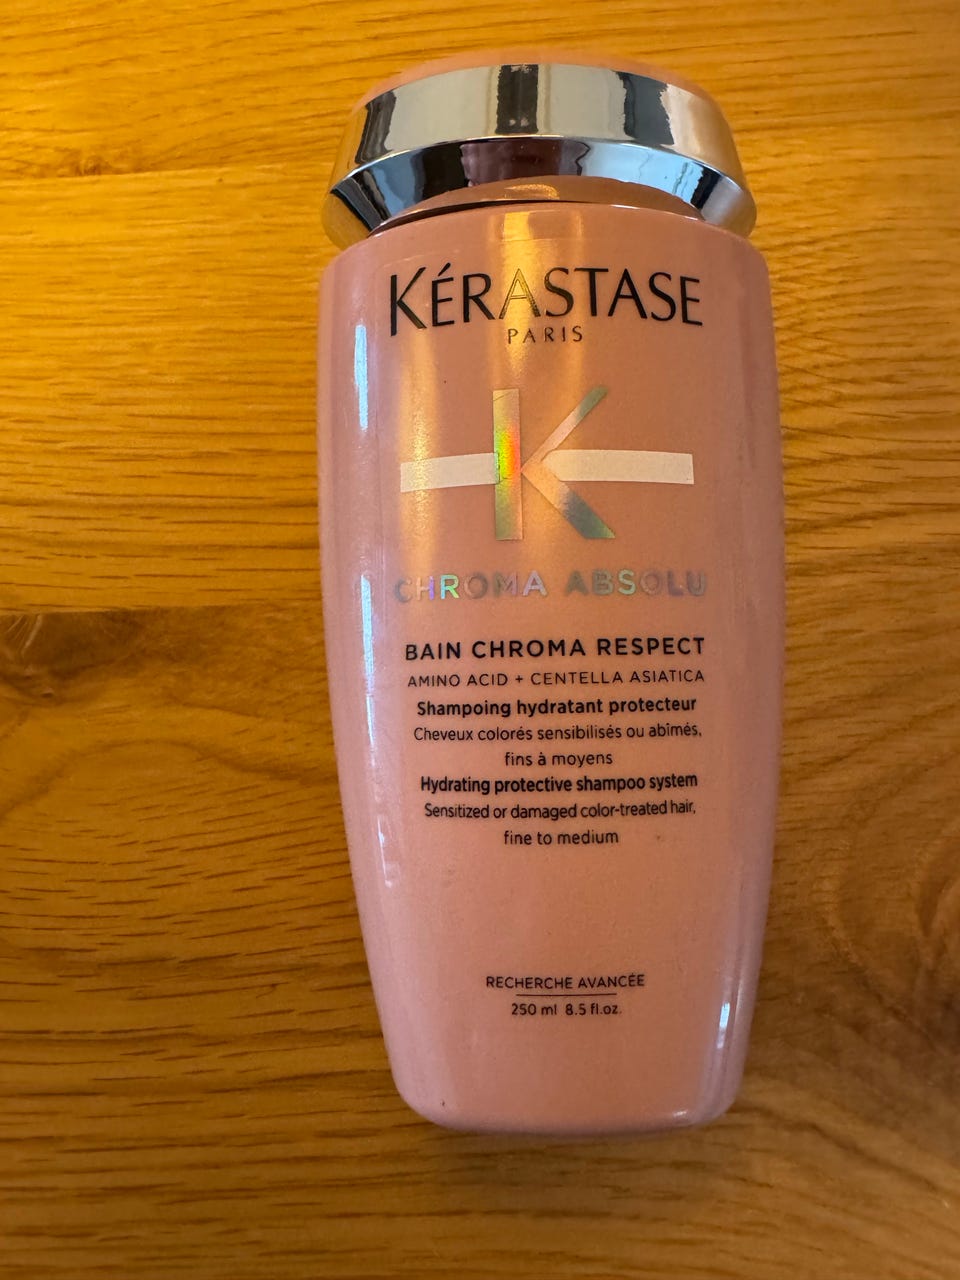 KÉRASTASE
PARIS
K
CHROMA ABSOLU
BAIN CHROMA RESPECT
AMINO ACID + CENTELLA ASIATICA
Shampoing hydratant protecteur
Cheveux colorés sensibilisés ou abîmés,
fins à moyens
Hydrating protective shampoo system
Sensitized or damaged color-treated hair,
fine to medium
RECHERCHE AVANCÉE
250 ml 8.5 fl.oz.